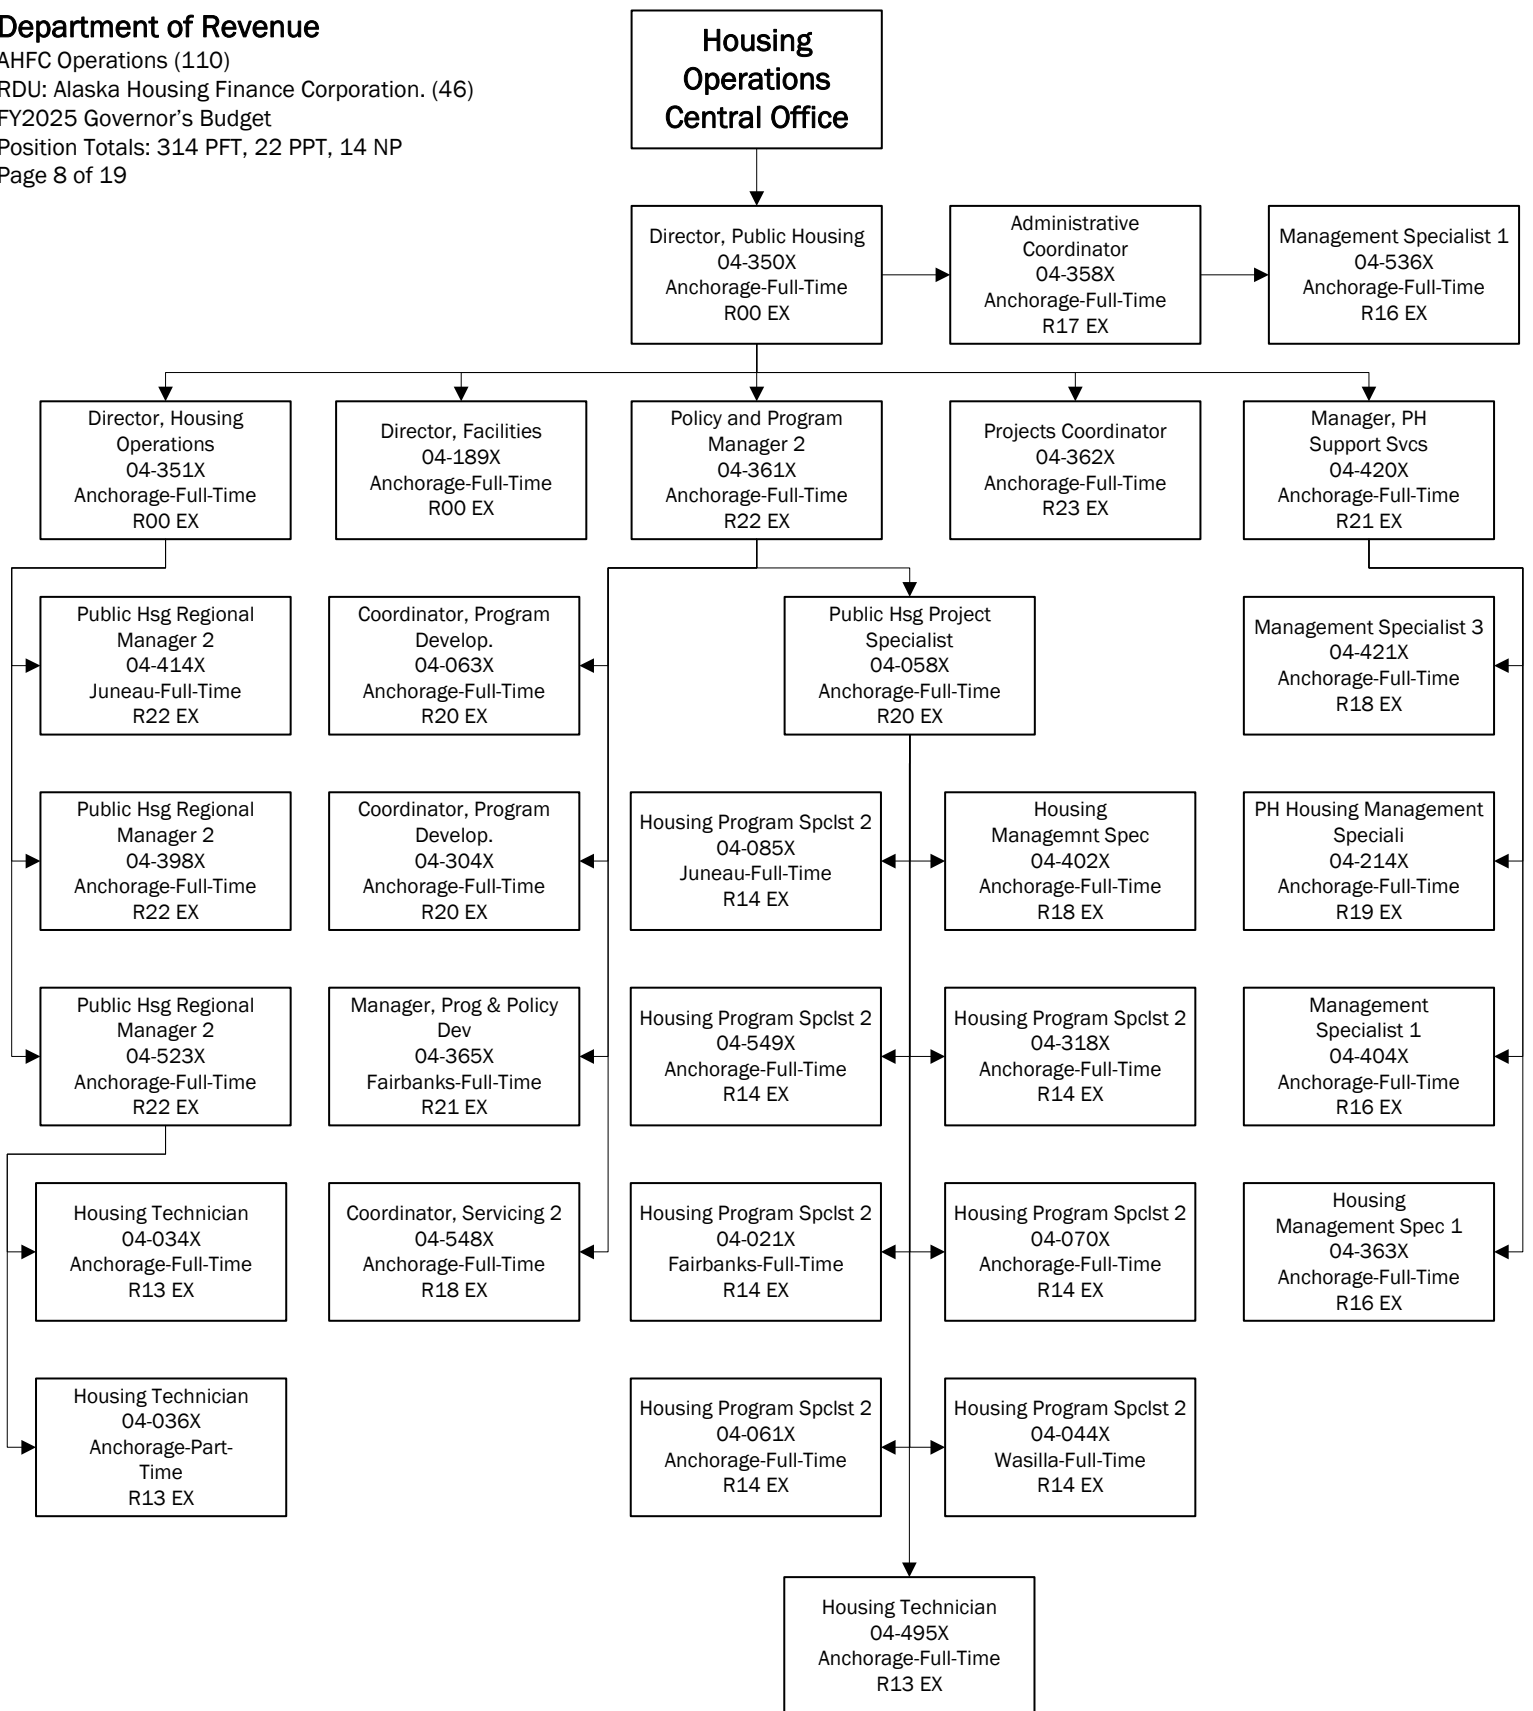 Department of Revenue
AHFC Operations (110)
RDU: Alaska Housing Finance Corporation. (46)
FY2025 Governor's Budget
Position Totals: 314 PFT, 22 PPT, 14 NP
Page 8 of 19
Housing
Operations
Central Office
Director, Public Housing
04-350X
Anchorage-Full-Time
R00 EX
Administrative
Coordinator
04-358X
Anchorage-Full-Time
R17 EX
Management Specialist 1
04-536X
Anchorage-Full-Time
R16 EX
Director, Housing
Operations
04-351X
Anchorage-Full-Time
R00 EX
Director, Facilities
04-189X
Anchorage-Full-Time
R00 EX
Policy and Program
Manager 2
04-361X
Anchorage-Full-Time
R22 EX
Projects Coordinator
04-362X
Anchorage-Full-Time
R23 EX
Manager, PH
Support Svcs
04-420X
Anchorage-Full-Time
R21 EX
Public Hsg Regional
Manager 2
04-414X
Juneau-Full-Time
R22 EX
Coordinator, Program
Develop.
04-063X
Anchorage-Full-Time
R20 EX
Public Hsg Project
Specialist
04-058X
Anchorage-Full-Time
R20 EX
Management Specialist 3
04-421X
Anchorage-Full-Time
R18 EX
Public Hsg Regional
Manager 2
04-398X
Anchorage-Full-Time
R22 EX
Coordinator, Program
Develop.
04-304X
Anchorage-Full-Time
R20 EX
Housing Program Spclst 2
04-085X
Juneau-Full-Time
R14 EX
Housing
Managemnt Spec
04-402X
Anchorage-Full-Time
R18 EX
PH Housing Management
Speciali
04-214X
Anchorage-Full-Time
R19 EX
Public Hsg Regional
Manager 2
04-523X
Anchorage-Full-Time
R22 EX
Manager, Prog & Policy
Dev
04-365X
Fairbanks-Full-Time
R21 EX
Housing Program Spclst 2
04-549X
Anchorage-Full-Time
R14 EX
Housing Program Spclst 2
04-318X
Anchorage-Full-Time
R14 EX
Management
Specialist 1
04-404X
Anchorage-Full-Time
R16 EX
Housing Technician
04-034X
Anchorage-Full-Time
R13 EX
Coordinator, Servicing 2
04-548X
Anchorage-Full-Time
R18 EX
Housing Program Spclst 2
04-021X
Fairbanks-Full-Time
R14 EX
Housing Program Spclst 2
04-070X
Anchorage-Full-Time
R14 EX
Housing
Management Spec 1
04-363X
Anchorage-Full-Time
R16 EX
Housing Technician
04-036X
Anchorage-Part-
Time
R13 EX
Housing Program Spclst 2
04-061X
Anchorage-Full-Time
R14 EX
Housing Program Spclst 2
04-044X
Wasilla-Full-Time
R14 EX
Housing Technician
04-495X
Anchorage-Full-Time
R13 EX